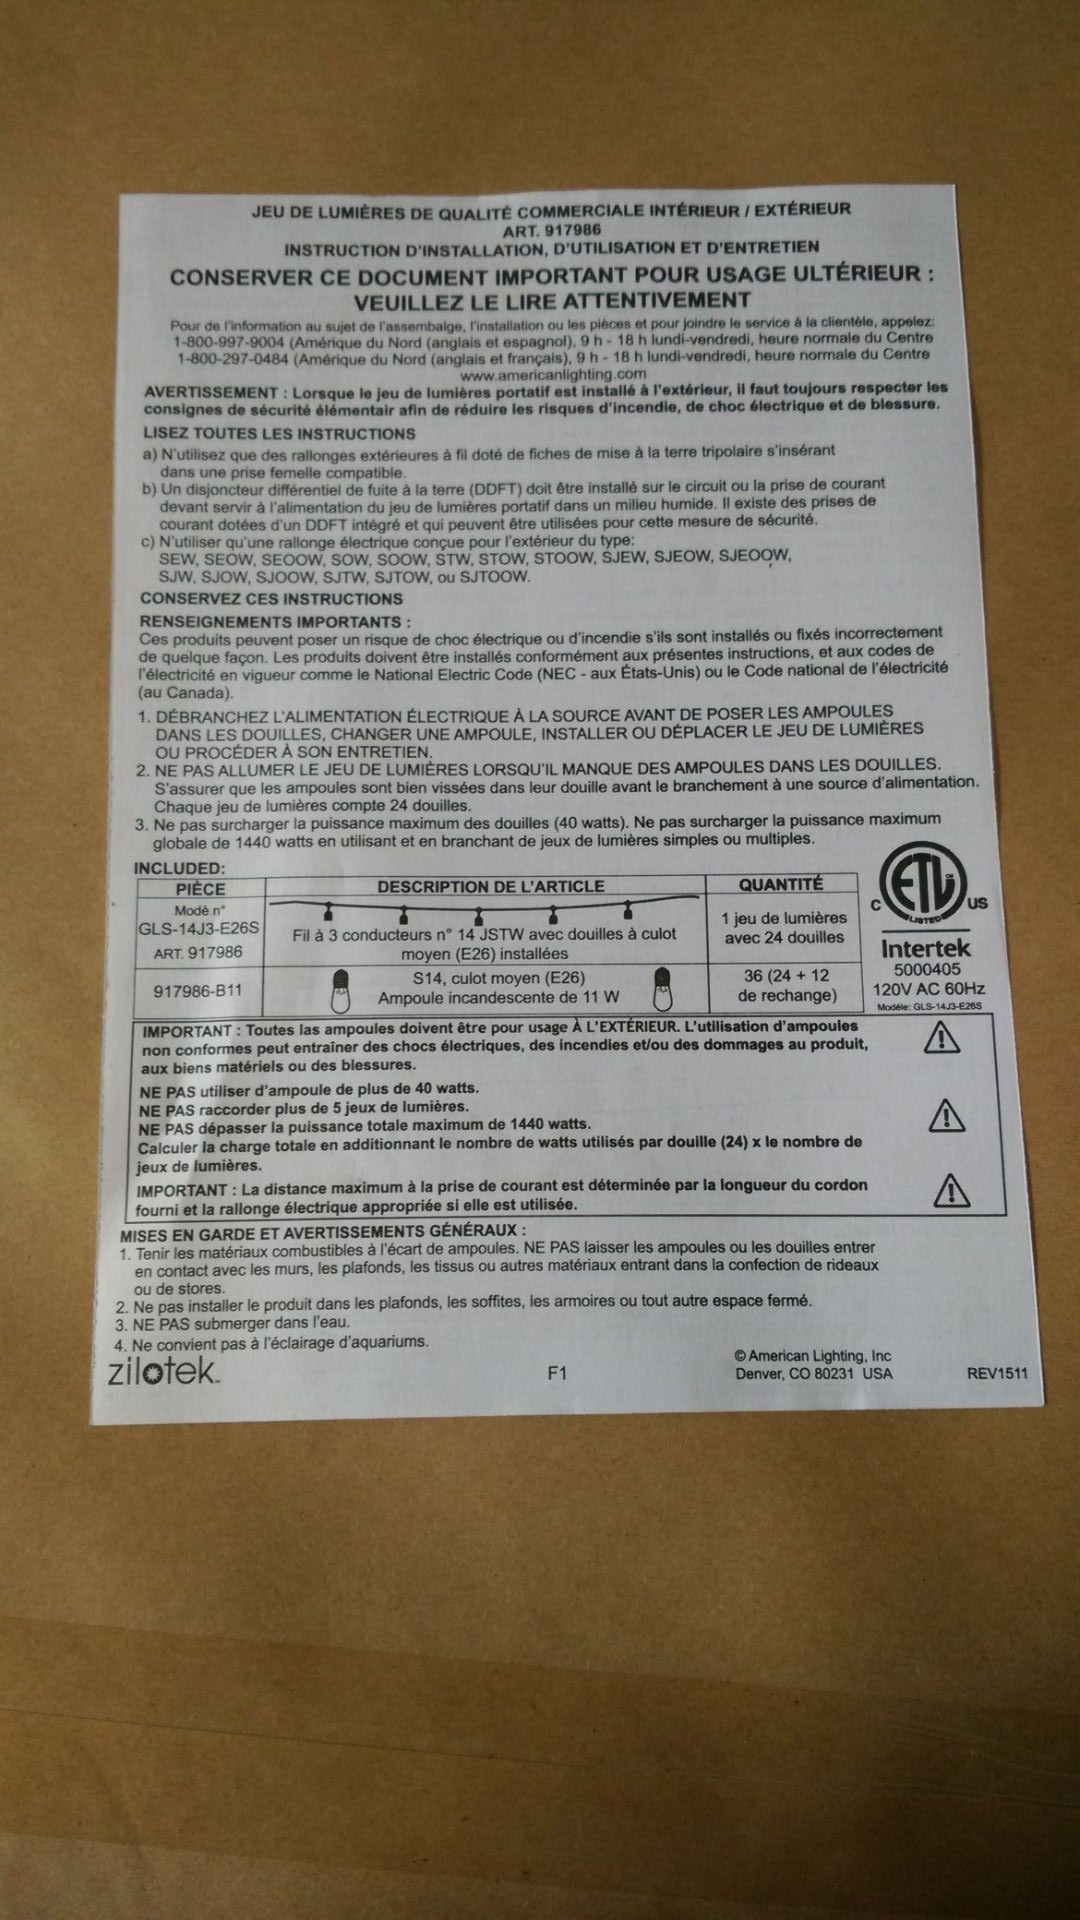 JEU DE LUMIÈRES DE QUALITÉ COMMERCIALE INTÉRIEUR / EXTÉRIEUR
ART. 917986
INSTRUCTION D'INSTALLATION, D'UTILISATION ET D'ENTRETIEN
CONSERVER CE DOCUMENT IMPORTANT POUR USAGE ULTÉRIEUR :
VEUILLEZ LE LIRE ATTENTIVEMENT
Pour de l'information au sujet de l'assembalge, l'installation ou les pièces et pour joindre le service à la clientèle, appelez:
1-800-997-9004 (Amérique du Nord (anglais et espagnol), 9 h - 18 h lundi-vendredi, heure normale du Centre
1-800-297-0484 (Amérique du Nord (anglais et français), 9 h - 18 h lundi-vendredi, heure normale du Centre
www.americanlighting.com
AVERTISSEMENT : Lorsque le jeu de lumières portatif est installé à l'extérieur, il faut toujours respecter les
consignes de sécurité élémentair afin de réduire les risques d'incendie, de choc électrique et de blessure.
LISEZ TOUTES LES INSTRUCTIONS
a) N'utilisez que des rallonges extérieures à fil doté de fiches de mise à la terre tripolaire s'insérant
dans une prise femelle compatible.
b) Un disjoncteur différentiel de fuite à la terre (DDFT) doit être installé sur le circuit ou la prise de courant
devant servir à l'alimentation du jeu de lumières portatif dans un milieu humide. Il existe des prises de
courant dotées d'un DDFT intégré et qui peuvent être utilisées pour cette mesure de sécurité.
c) N'utiliser qu'une rallonge électrique conçue pour l'extérieur du type:
SEW, SEOW, SEOOW, SOW, SOOW, STW, STOW, STOOW, SJEW, SJEOW, SJEOOW,
SJW, SJOW, SJOOW, SJTW, SJTOW, ou SJTOOW.
CONSERVEZ CES INSTRUCTIONS
RENSEIGNEMENTS IMPORTANTS :
Ces produits peuvent poser un risque de choc électrique ou d'incendie s'ils sont installés ou fixés incorrectement
de quelque façon. Les produits doivent être installés conformément aux présentes instructions, et aux codes de
l'électricité en vigueur comme le National Electric Code (NEC - aux États-Unis) ou le Code national de l'électricité
(au Canada).
1. DÉBRANCHEZ L'ALIMENTATION ÉLECTRIQUE À LA SOURCE AVANT DE POSER LES AMPOULES
DANS LES DOUILLES, CHANGER UNE AMPOULE, INSTALLER OU DÉPLACER LE JEU DE LUMIÈRES
OU PROCÉDER À SON ENTRETIEN.
2. NE PAS ALLUMER LE JEU DE LUMIÈRES LORSQU'IL MANQUE DES AMPOULES DANS LES DOUILLES.
S'assurer que les ampoules sont bien vissées dans leur douille avant le branchement à une source d'alimentation.
Chaque jeu de lumières compte 24 douilles.
3. Ne pas surcharger la puissance maximum des douilles (40 watts). Ne pas surcharger la puissance maximum
globale de 1440 watts en utilisant et en branchant de jeux de lumières simples ou multiples.
INCLUDED:
PIÈCE DESCRIPTION DE L'ARTICLE QUANTITÉ
Modè n°
GLS-14J3-E26S
ART. 917986
Fil à 3 conducteurs n° 14 JSTW avec douilles à culot
moyen (E26) installées
1 jeu de lumières
avec 24 douilles
917986-B11
S14, culot moyen (E26)
Ampoule incandescente de 11 W
36 (24 + 12
de rechange)
ETL
CM
LISTED
C US
Intertek
5000405
120V AC 60Hz
Modèle: GLS-14J3-E26S
IMPORTANT : Toutes las ampoules doivent être pour usage À L'EXTÉRIEUR. L'utilisation d'ampoules
non conformes peut entraîner des chocs électriques, des incendies et/ou des dommages au produit,
aux biens matériels ou des blessures.
NE PAS utiliser d'ampoule de plus de 40 watts.
NE PAS raccorder plus de 5 jeux de lumières.
NE PAS dépasser la puissance totale maximum de 1440 watts.
Calculer la charge totale en additionnant le nombre de watts utilisés par douille (24) x le nombre de
jeux de lumières.
IMPORTANT : La distance maximum à la prise de courant est déterminée par la longueur du cordon
fourni et la rallonge électrique appropriée si elle est utilisée.
MISES EN GARDE ET AVERTISSEMENTS GÉNÉRAUX :
1. Tenir les matériaux combustibles à l'écart de ampoules. NE PAS laisser les ampoules ou les douilles entrer
en contact avec les murs, les plafonds, les tissus ou autres matériaux entrant dans la confection de rideaux
ou de stores.
2. Ne pas installer le produit dans les plafonds, les soffites, les armoires ou tout autre espace fermé.
3. NE PAS submerger dans l'eau.
4. Ne convient pas à l'éclairage d'aquariums.
zilotek
F1
© American Lighting, Inc
Denver, CO 80231 USA
REV1511